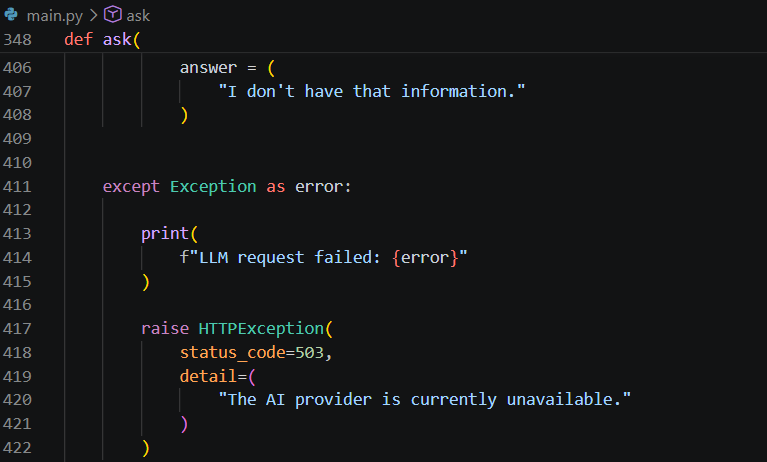 main.py > ask
348 def ask(
406 answer = (
407 "I don't have that information."
408 )
409
410
411 except Exception as error:
412
413 print(
414 f"LLM request failed: {error}"
415 )
416
417 raise HTTPException(
418 status_code=503,
419 detail=(
420 "The AI provider is currently unavailable."
421 )
422 )